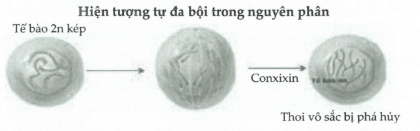 Hiện tượng tự đa bội trong nguyên phân
Tế bào 2n kép
Conxixin
Thoi vô sắc bị phá hủy